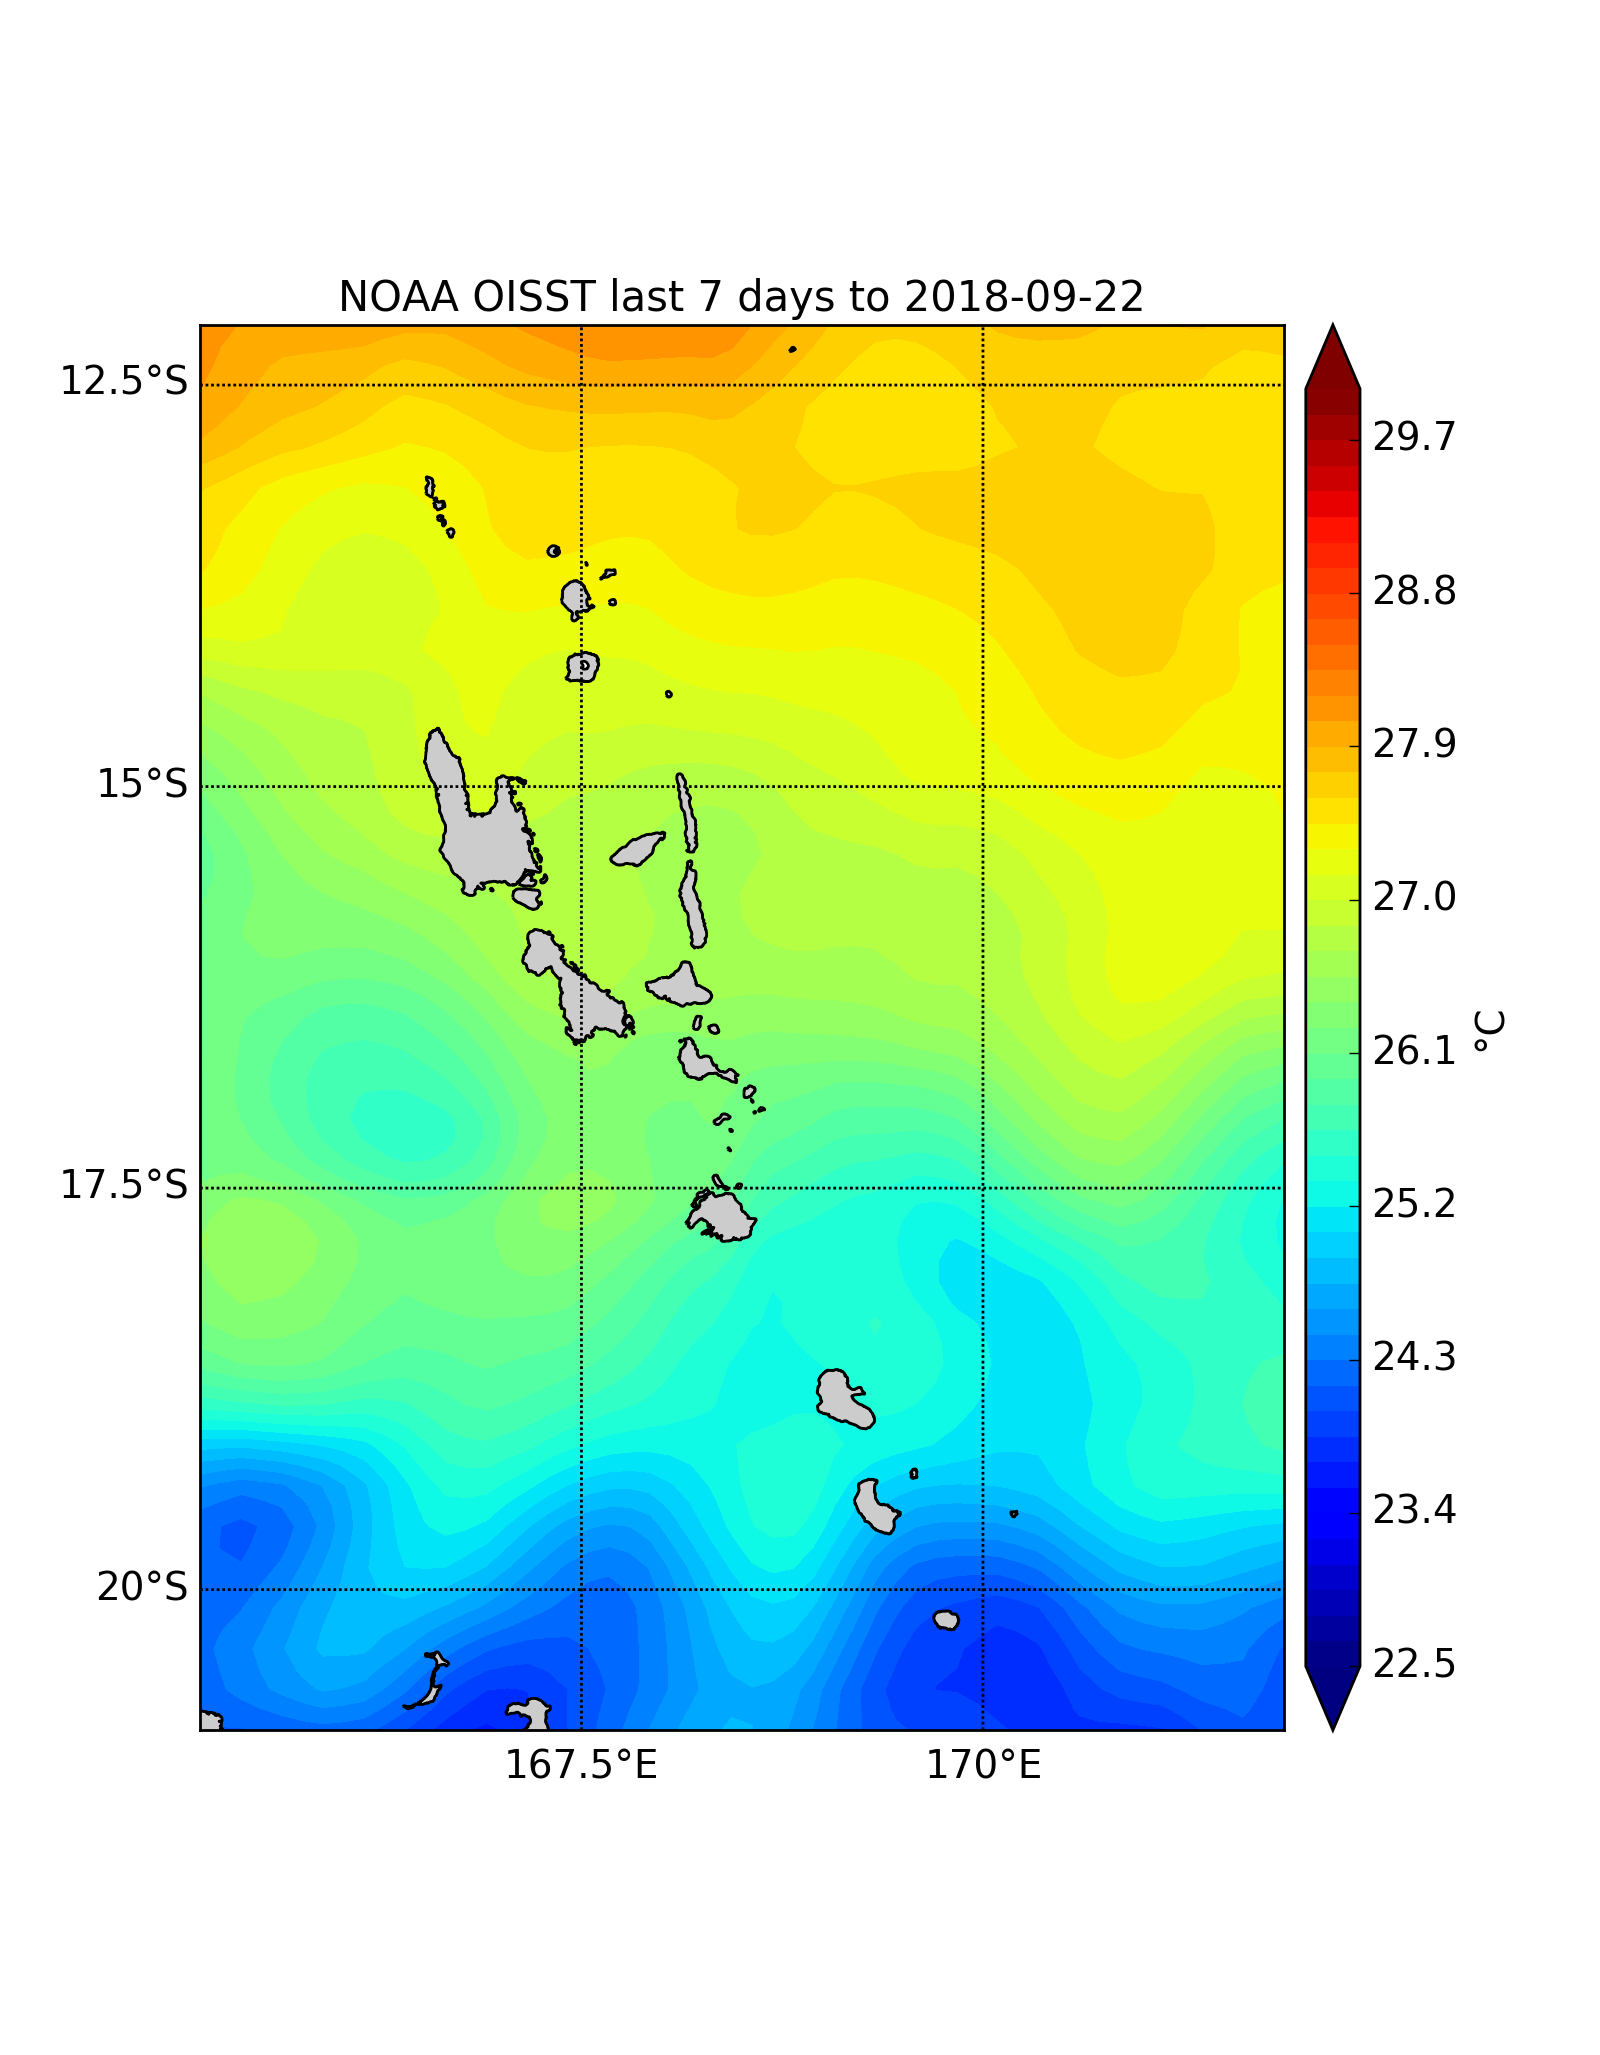 NOAA OISST last 7 days to 2018-09-22
12.5°S
15°S
17.5°S
20°S
167.5°E
170°E
29.7
28.8
27.9
27.0
26.1
25.2
24.3
23.4
22.5
°C